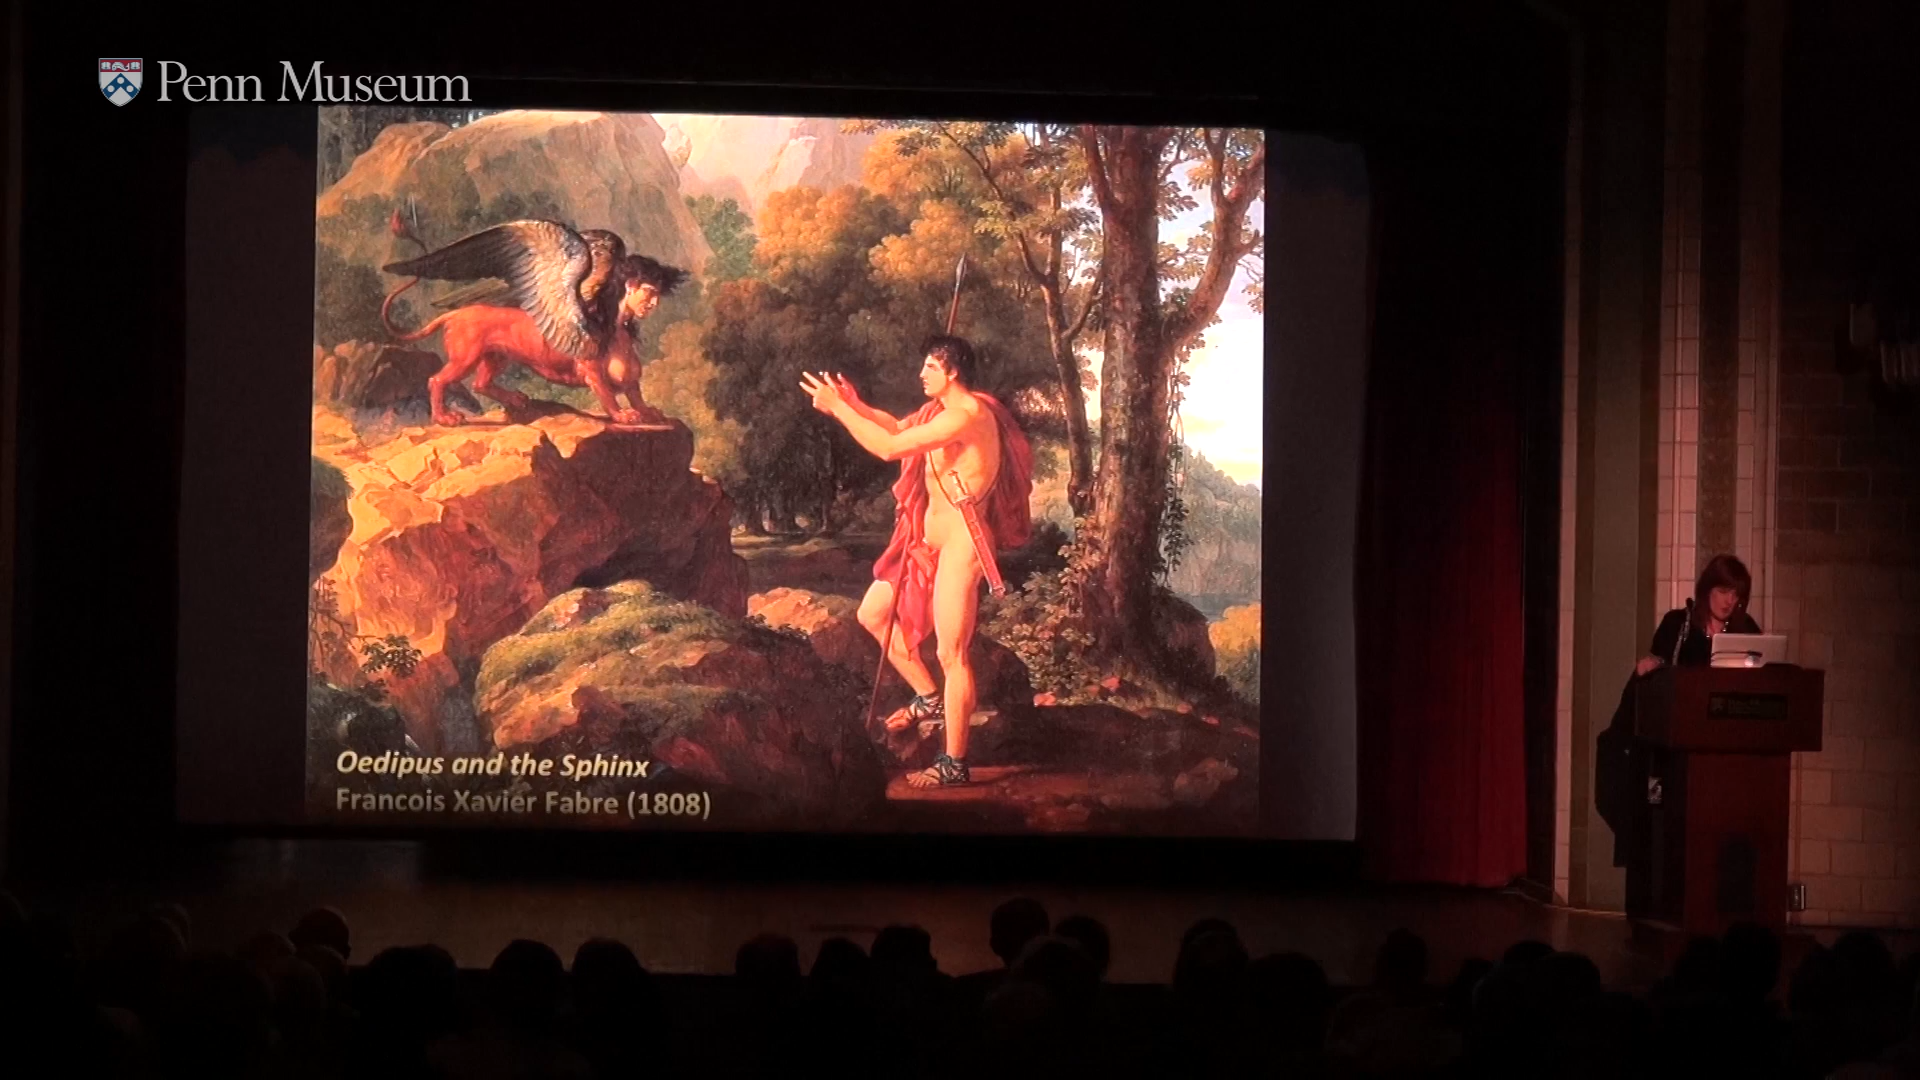 Penn Museum
Oedipus and the Sphinx
Francois Xavier Fabre (1808)